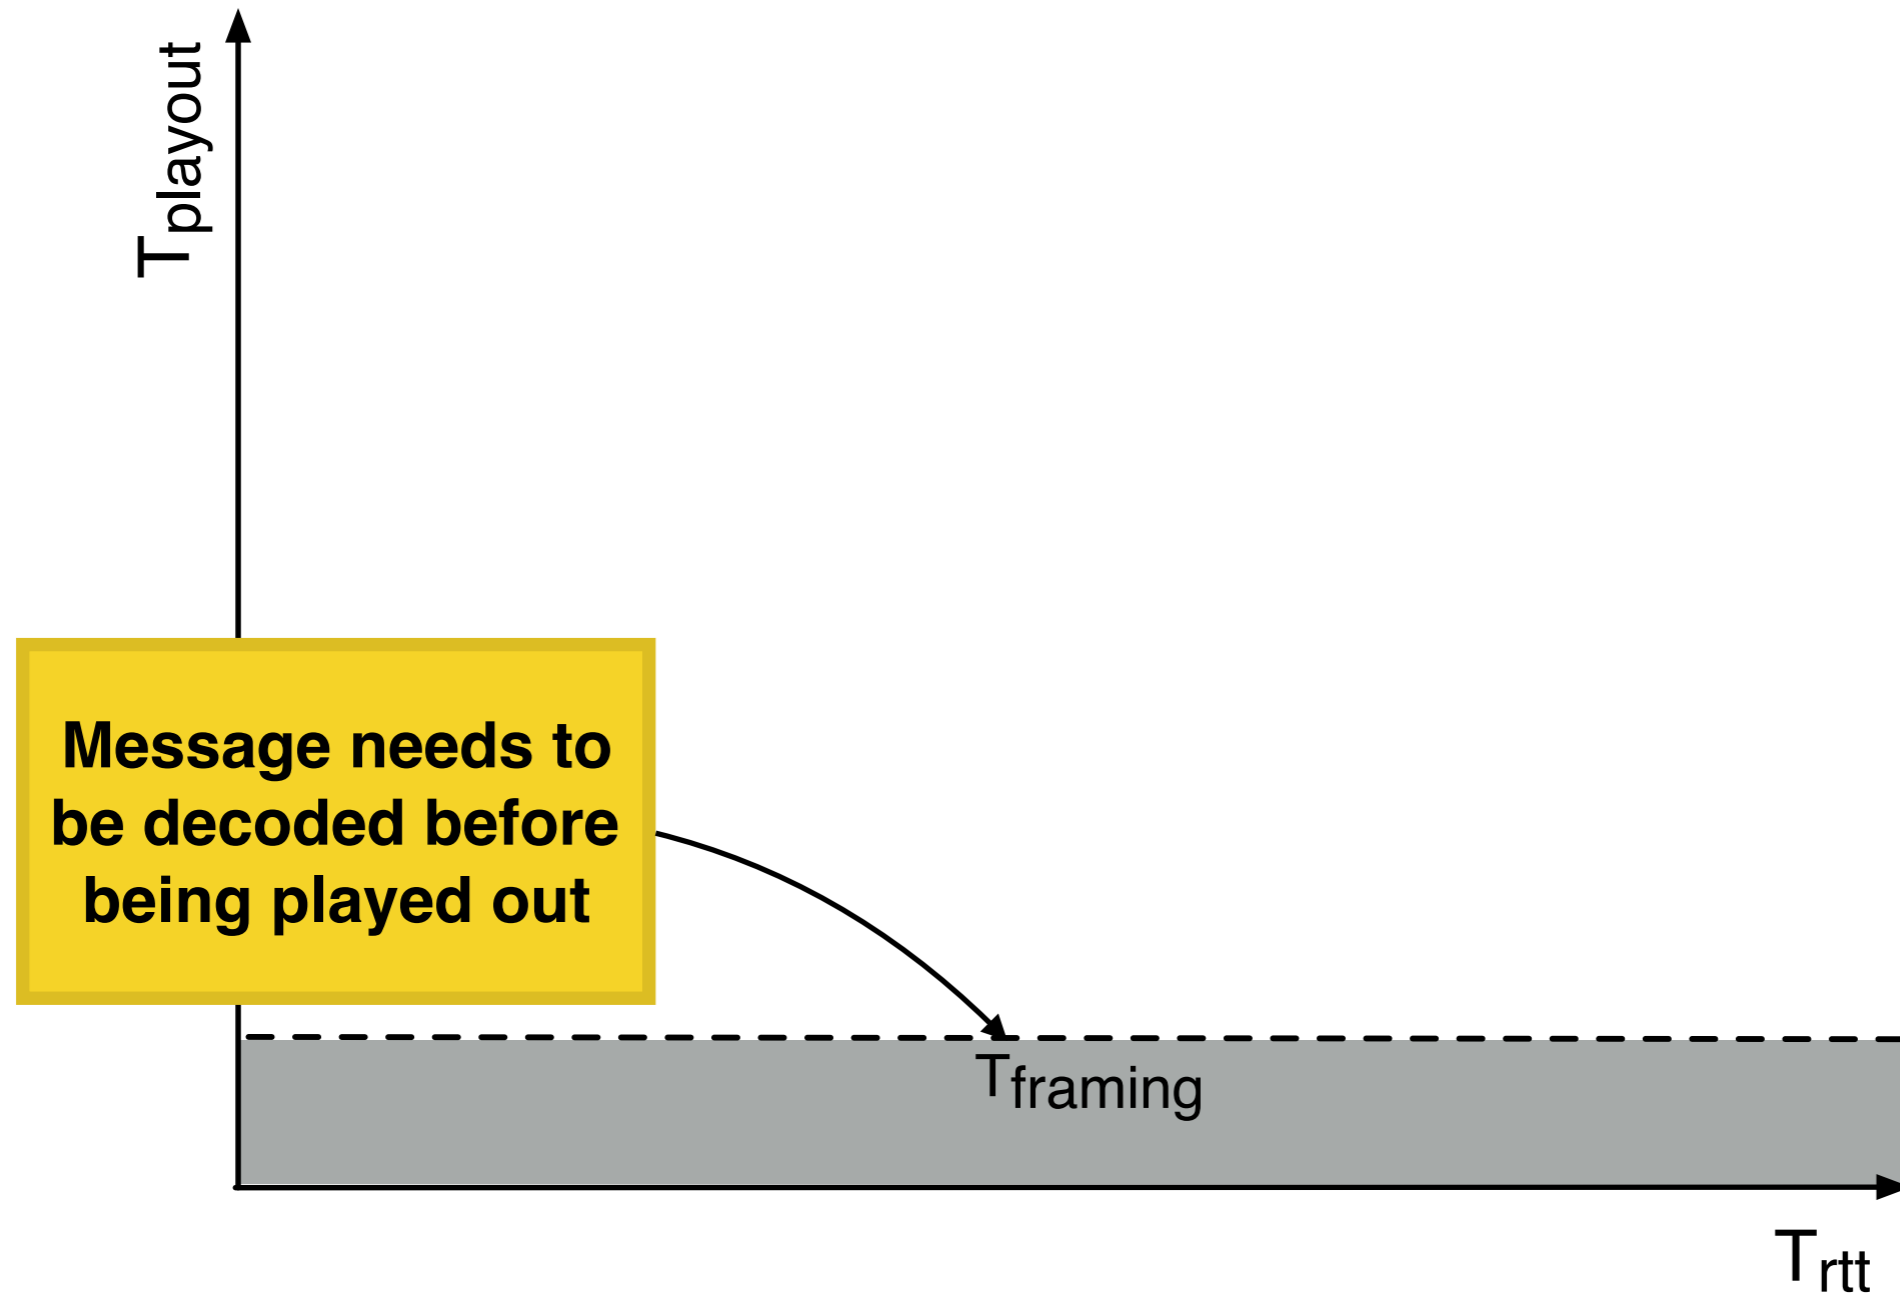 Tplayout
Message needs to
be decoded before
being played out
Tframing
Trtt